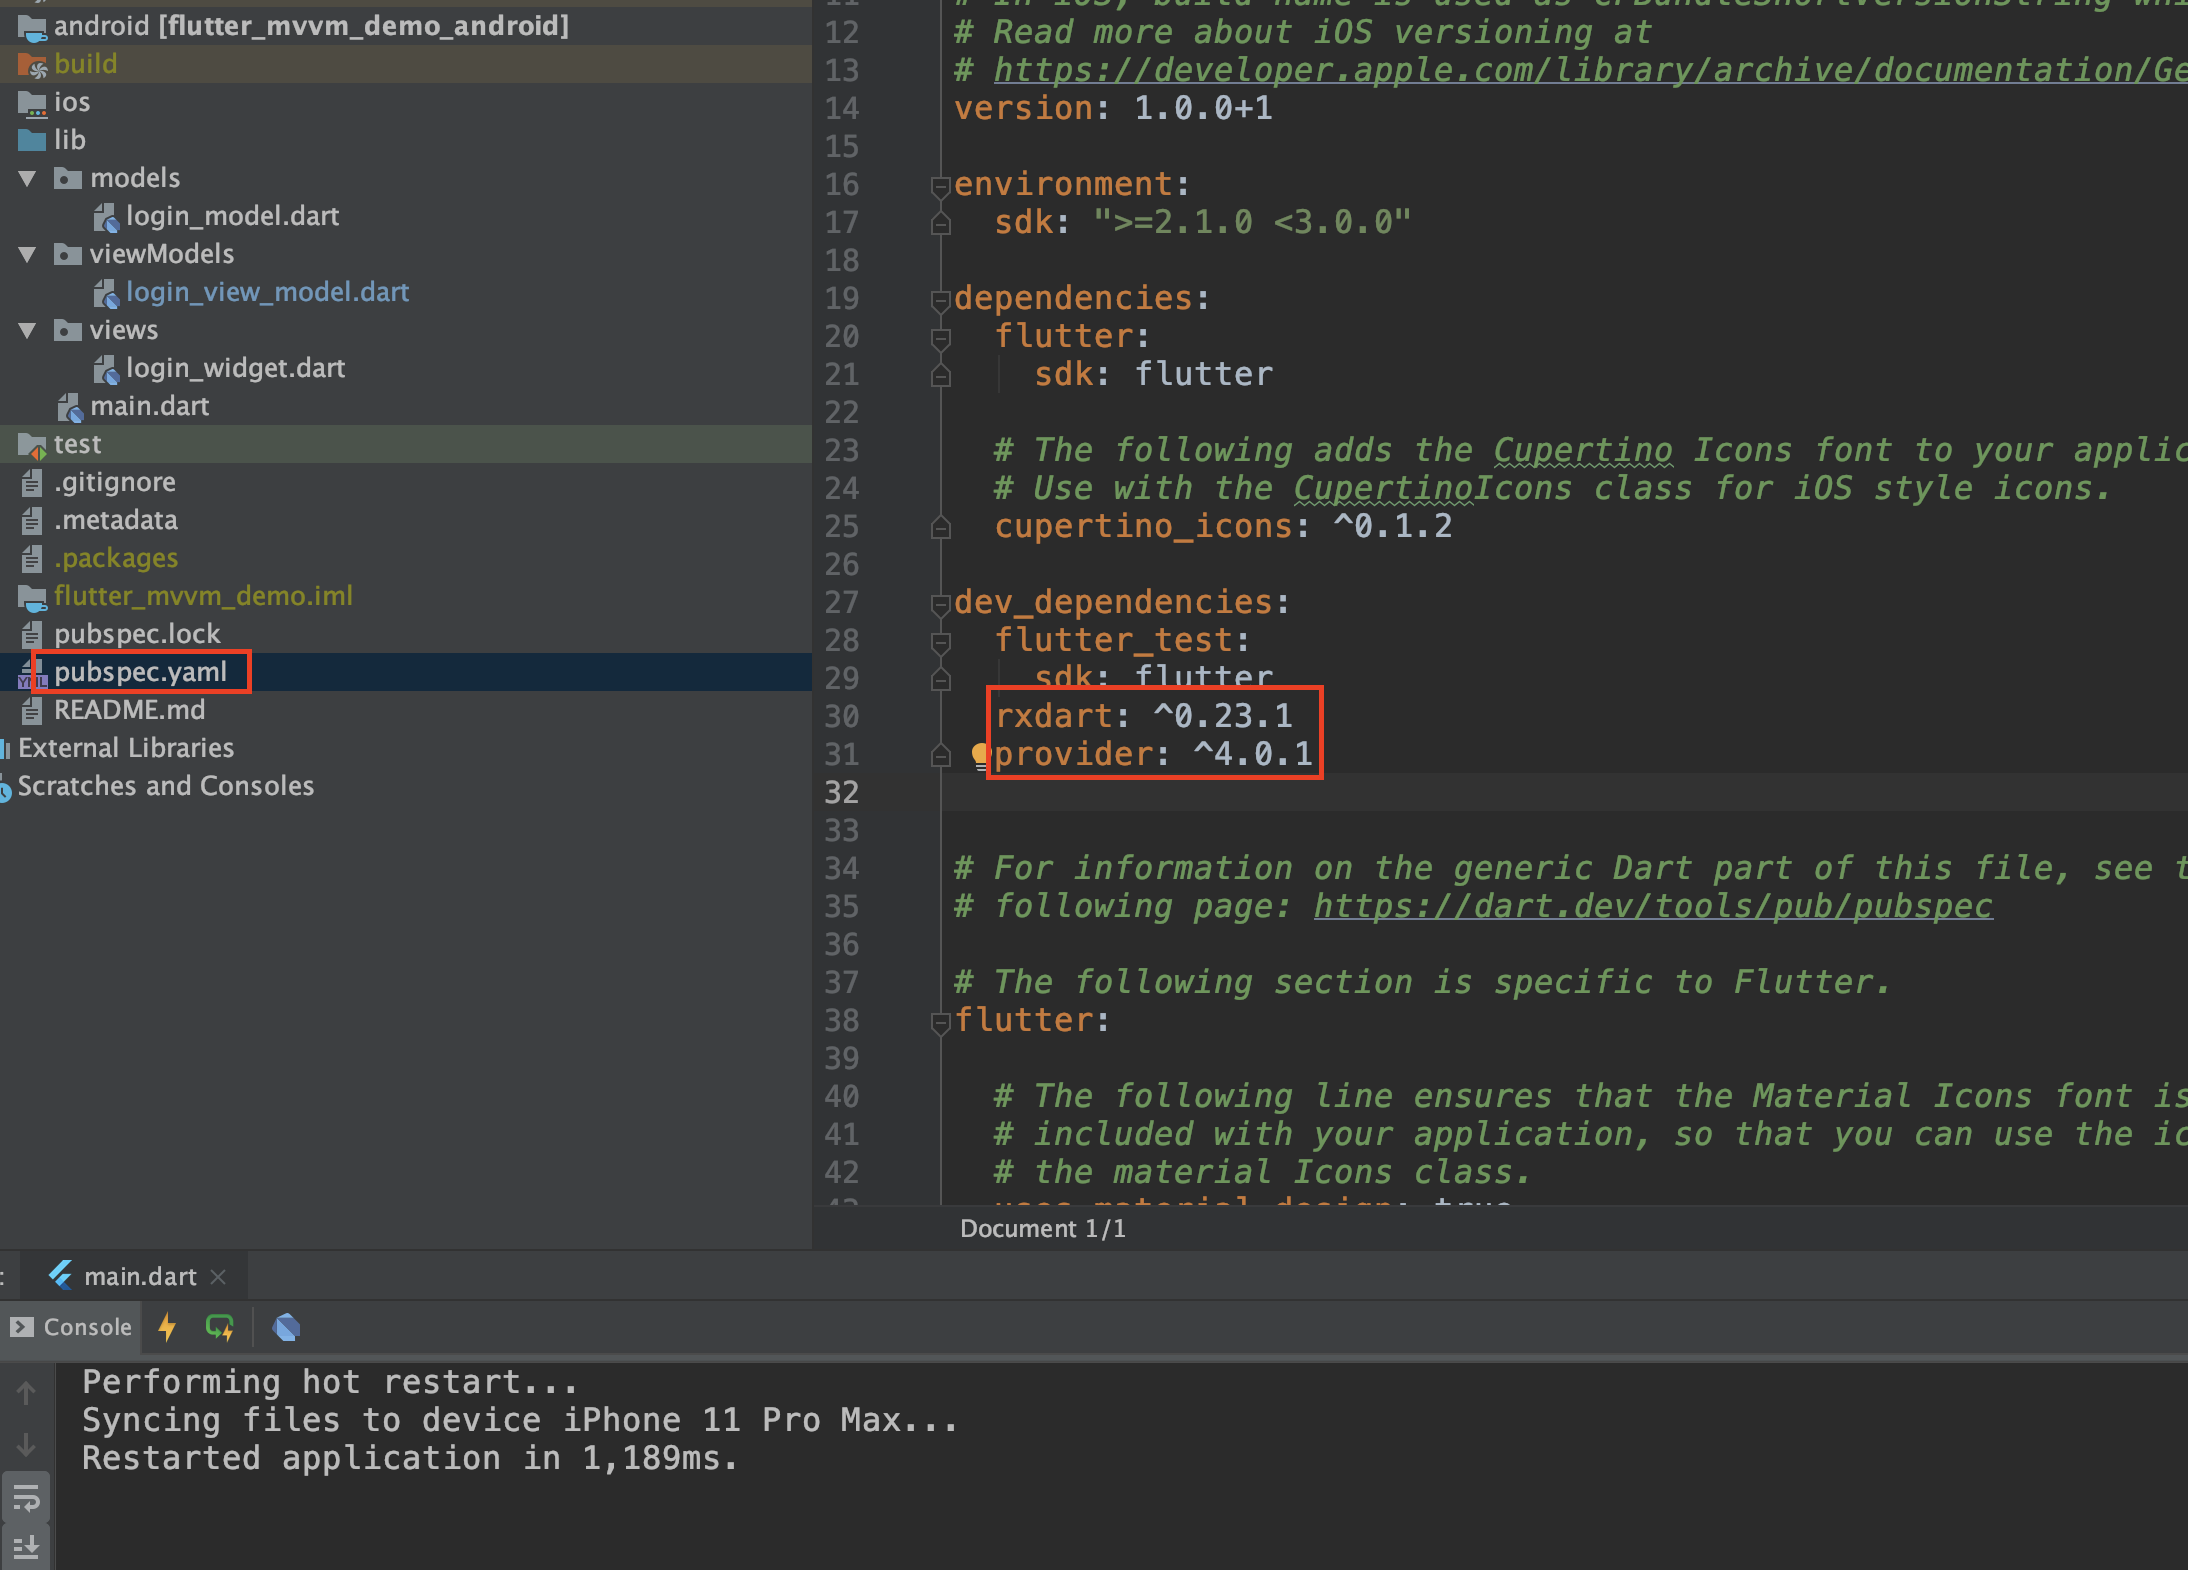 android [flutter_mvvm_demo_android]
build
ios
lib
models
login_model.dart
viewModels
login_view_model.dart
views
login_widget.dart
main.dart
test
.gitignore
.metadata
.packages
flutter_mvvm_demo.iml
pubspec.lock
pubspec.yaml
README.md
External Libraries
Scratches and Consoles
12 # Read more about iOS versioning at
13 # https://developer.apple.com/library/archive/documentation/Ge
14 version: 1.0.0+1
15
16 environment:
17 sdk: ">=2.1.0 <3.0.0"
18
19 dependencies:
20 flutter:
21 sdk: flutter
22
23 # The following adds the Cupertino Icons font to your applic
24 # Use with the CupertinoIcons class for iOS style icons.
25 cupertino_icons: ^0.1.2
26
27 dev_dependencies:
28 flutter_test:
29 sdk: flutter
30 rxdart: ^0.23.1
31 provider: ^4.0.1
32
33
34 # For information on the generic Dart part of this file, see t
35 # following page: https://dart.dev/tools/pub/pubspec
36
37 # The following section is specific to Flutter.
38 flutter:
39
40 # The following line ensures that the Material Icons font is
41 # included with your application, so that you can use the ic
42 # the material Icons class.
Document 1/1
main.dart
Console
Performing hot restart...
Syncing files to device iPhone 11 Pro Max...
Restarted application in 1,189ms.